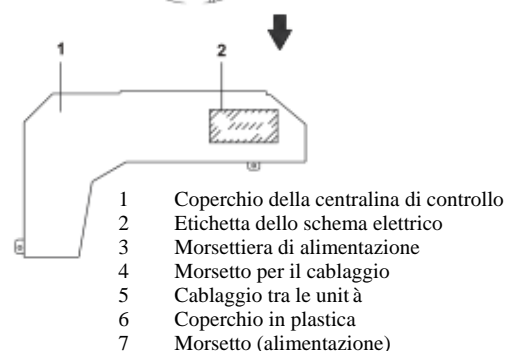 1 2
1 Coperchio della centralina di controllo
2 Etichetta dello schema elettrico
3 Morsettiera di alimentazione
4 Morsetto per il cablaggio
5 Cablaggio tra le unit à
6 Coperchio in plastica
7 Morsetto (alimentazione)